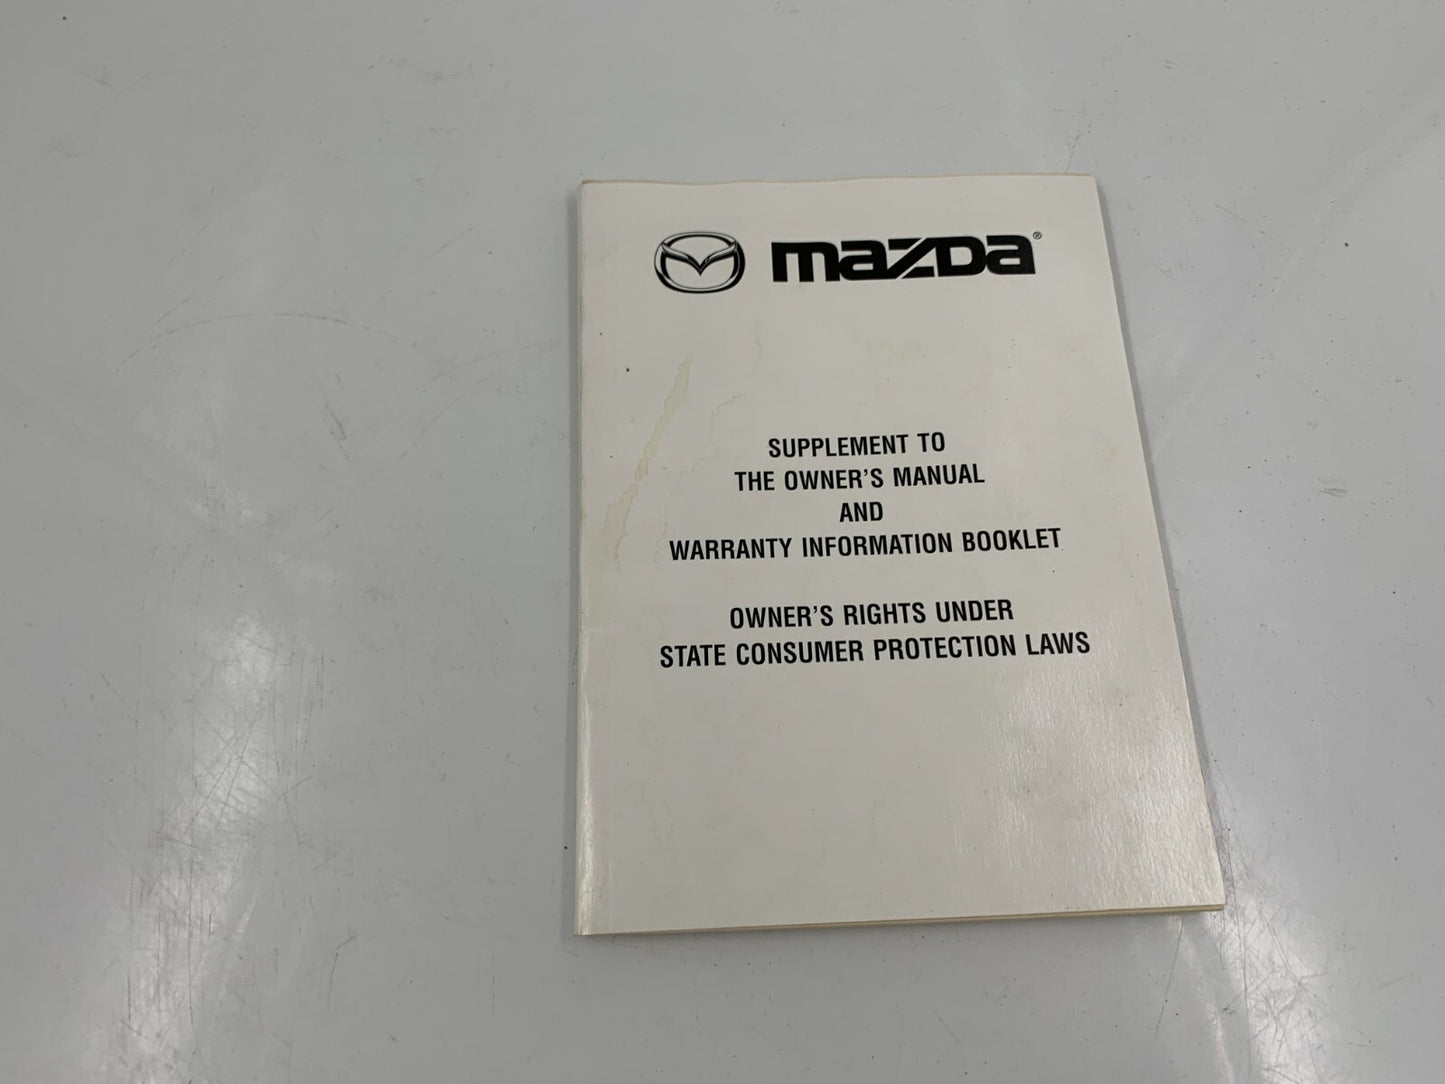 mazda®
SUPPLEMENT TO
THE OWNER'S MANUAL
AND
WARRANTY INFORMATION BOOKLET
OWNER'S RIGHTS UNDER
STATE CONSUMER PROTECTION LAWS